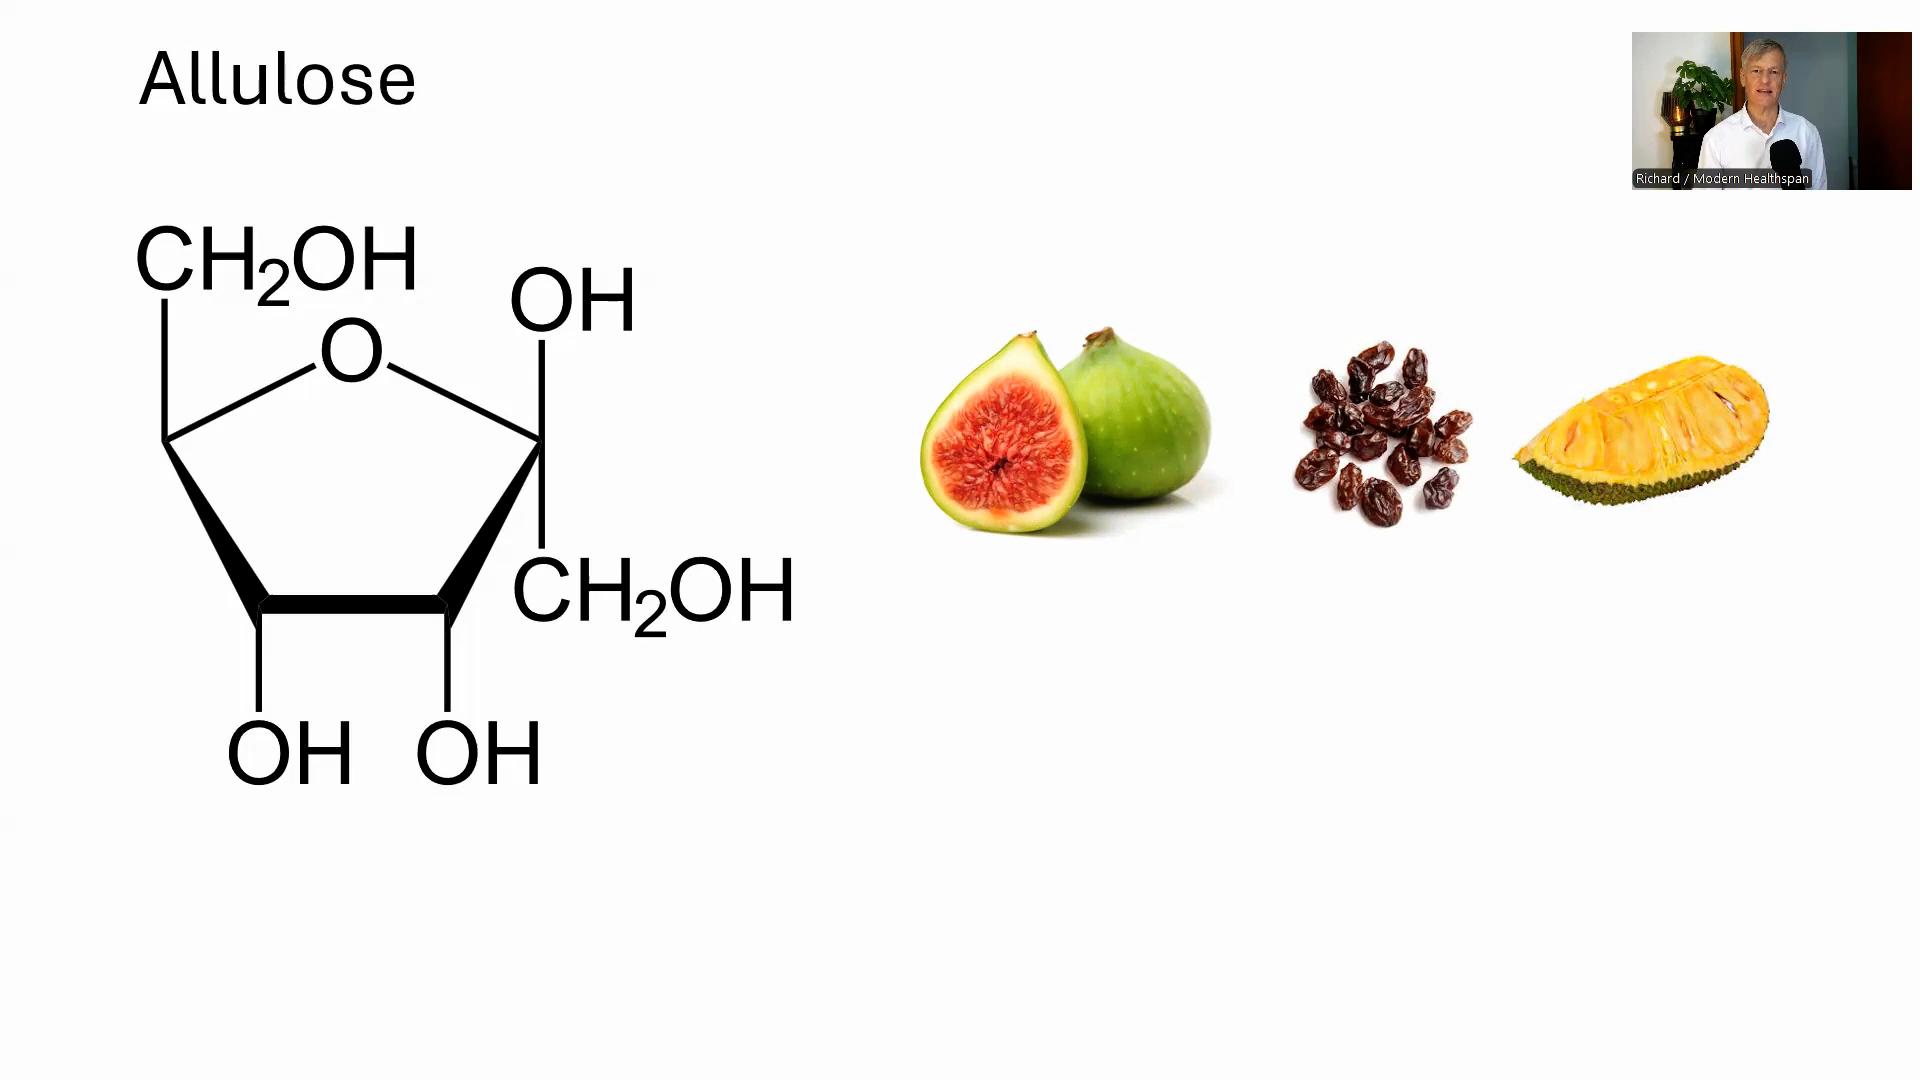 Allulose
Richard / Modern Healthspan
CH2OH
OH
O
CH2OH
OH OH